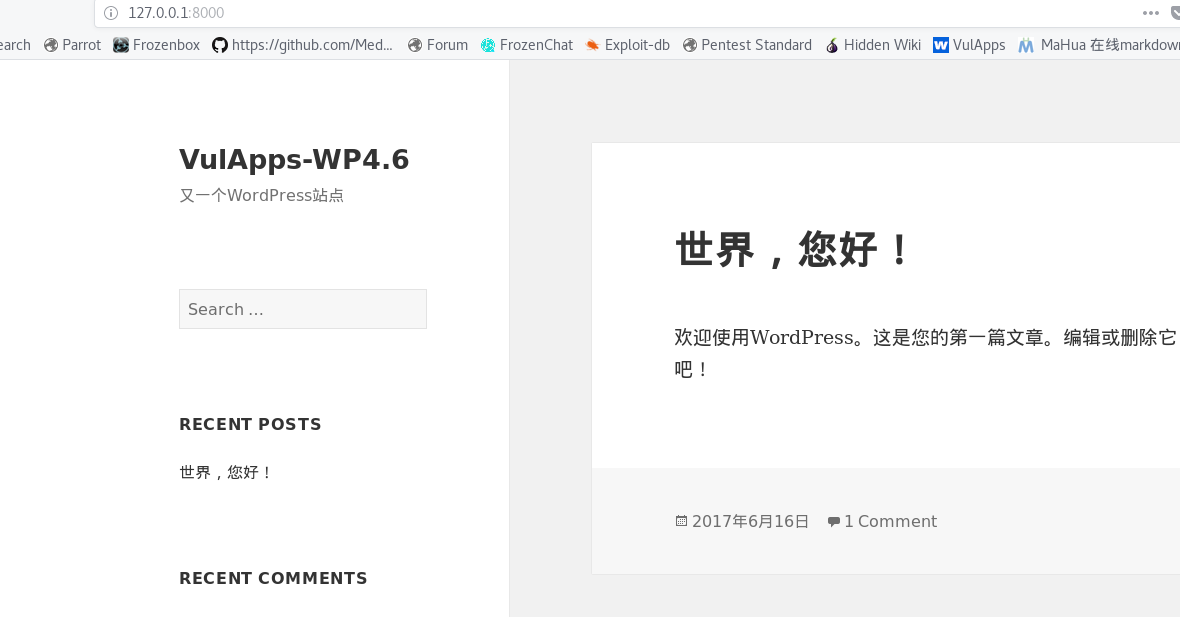 127.0.0.1:8000
earch Parrot Frozenbox https://github.com/Med... Forum FrozenChat Exploit-db Pentest Standard Hidden Wiki VulApps MaHua 在线markdown
VulApps-WP4.6
又一个WordPress站点
Search …
RECENT POSTS
世界，您好！
RECENT COMMENTS
世界，您好！
欢迎使用WordPress。这是您的第一篇文章。编辑或删除它
吧！
2017年6月16日 1 Comment